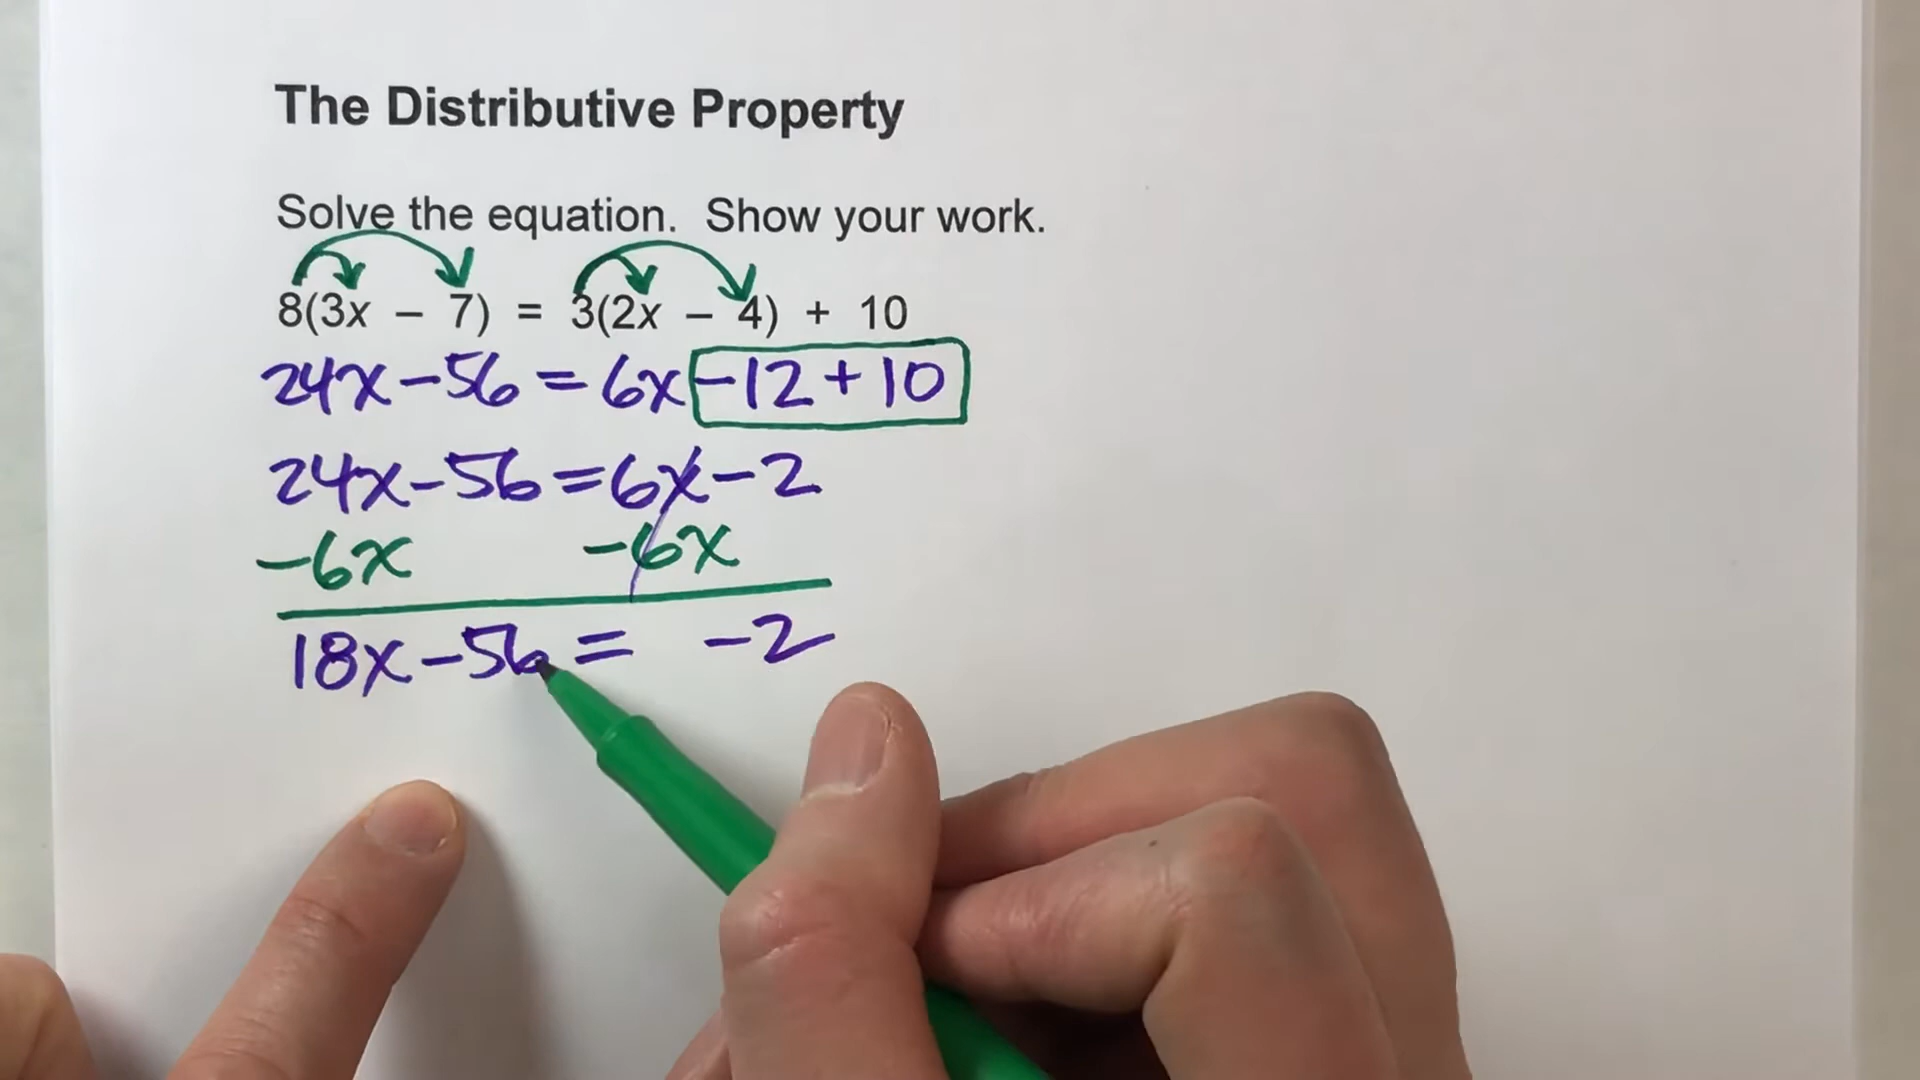 The Distributive Property
Solve the equation. Show your work.
8(3x – 7) = 3(2x – 4) + 10
24x-56=6x-12+10
24x-56=6x-2
-6x -6x
18x-56= -2